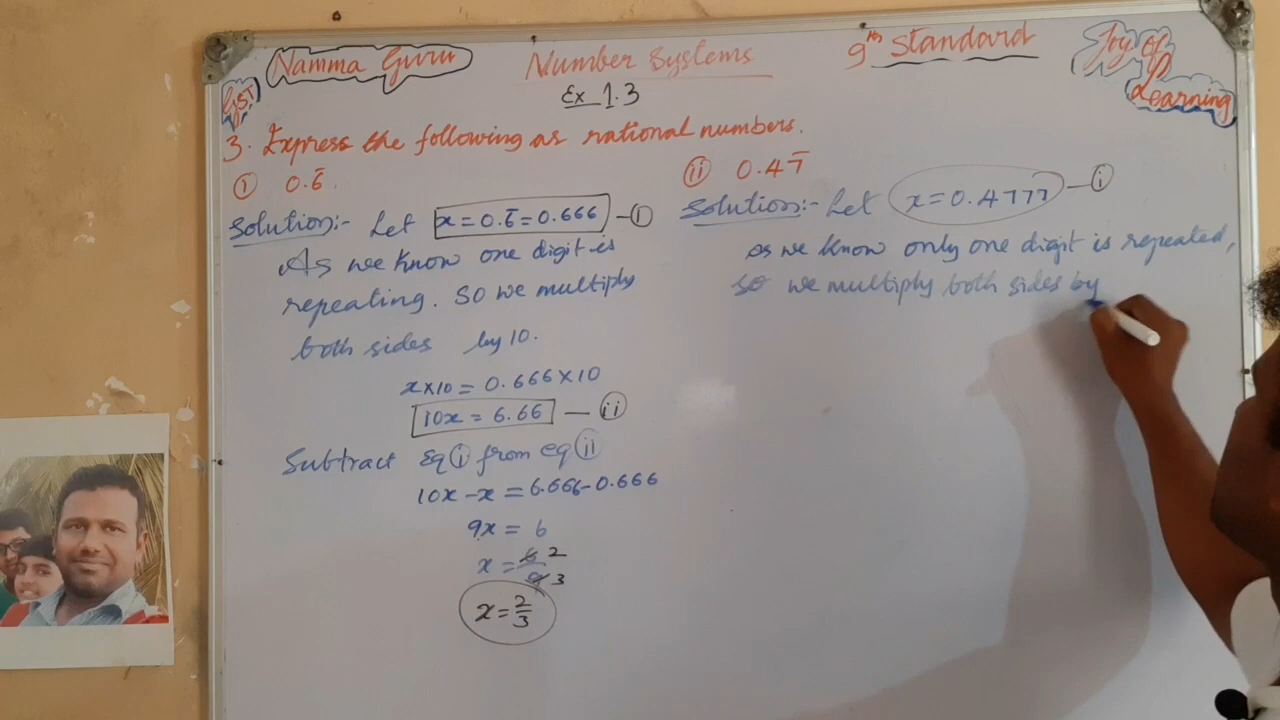 Namma Guru
Number Systems
9th Standard
Joy Of
Learning
GST
Ex 1.3
3. Express the following as rational numbers.
(i) 0.6̅.
Solution:- Let x = 0.6̅ = 0.666 —(i)
As we know one digit is
repeating. So we multiply
both sides by 10.
x×10 = 0.666×10
10x = 6.66 — (ii)
Subtract Eq (i) from eq (ii)
10x - x = 6.666 - 0.666
9x = 6
x = 6/9 2/3
x = 2/3
(ii) 0.47̅
Solution:- Let x = 0.4777̅ —(i)
As we know only one digit is repeated,
so we multiply both sides by